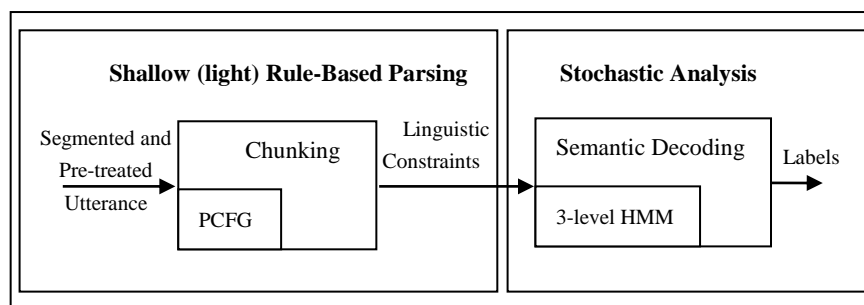 Shallow (light) Rule-Based Parsing
Segmented and
Pre-treated
Utterance
Chunking
PCFG
Linguistic
Constraints
Stochastic Analysis
Semantic Decoding
3-level HMM
Labels